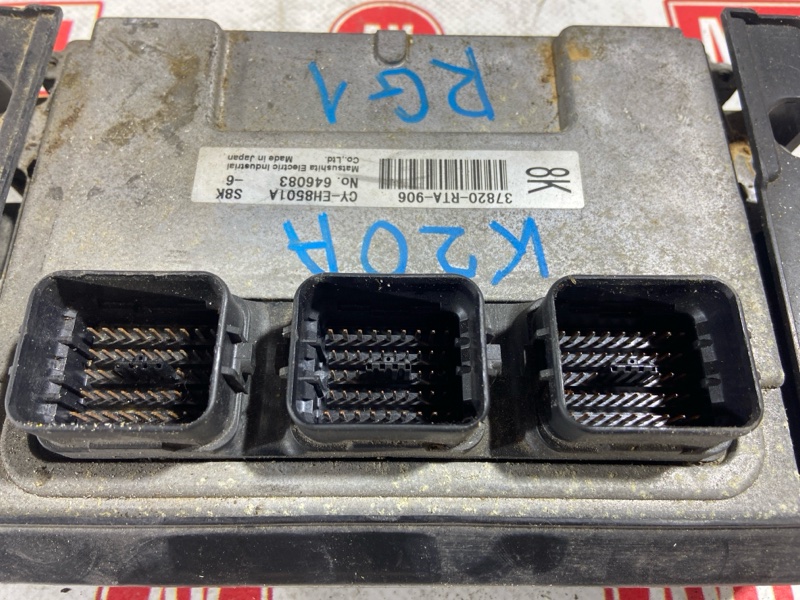 RG1
8K
37820-RTA-906
CY-EH8501A S8K
No. 646083 -6
Matsushita Electric Industrial
Co.,Ltd. Made in Japan
K20A